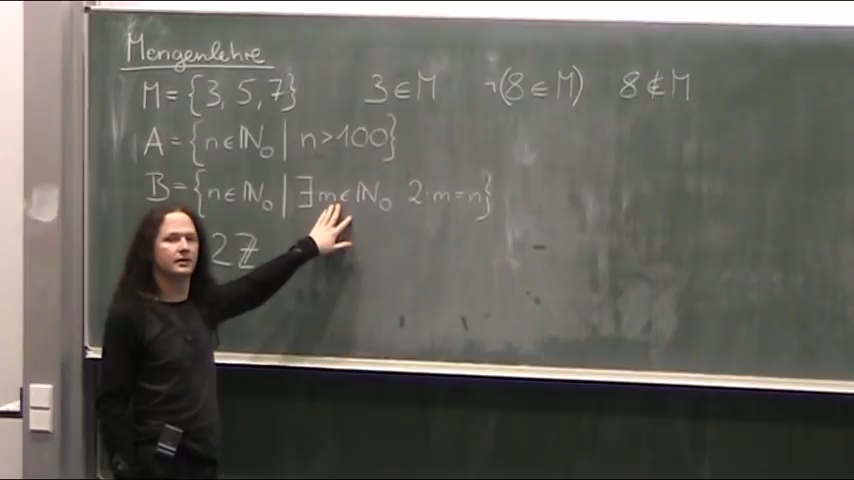 Mengenlehre
M = {3, 5, 7} 3 ∈ M ¬(8 ∈ M) 8 ∉ M
A = {n ∈ ℕ₀ | n > 100}
B = {n ∈ ℕ₀ | ∃ m ∈ ℕ₀ 2·m = n}
2ℤ